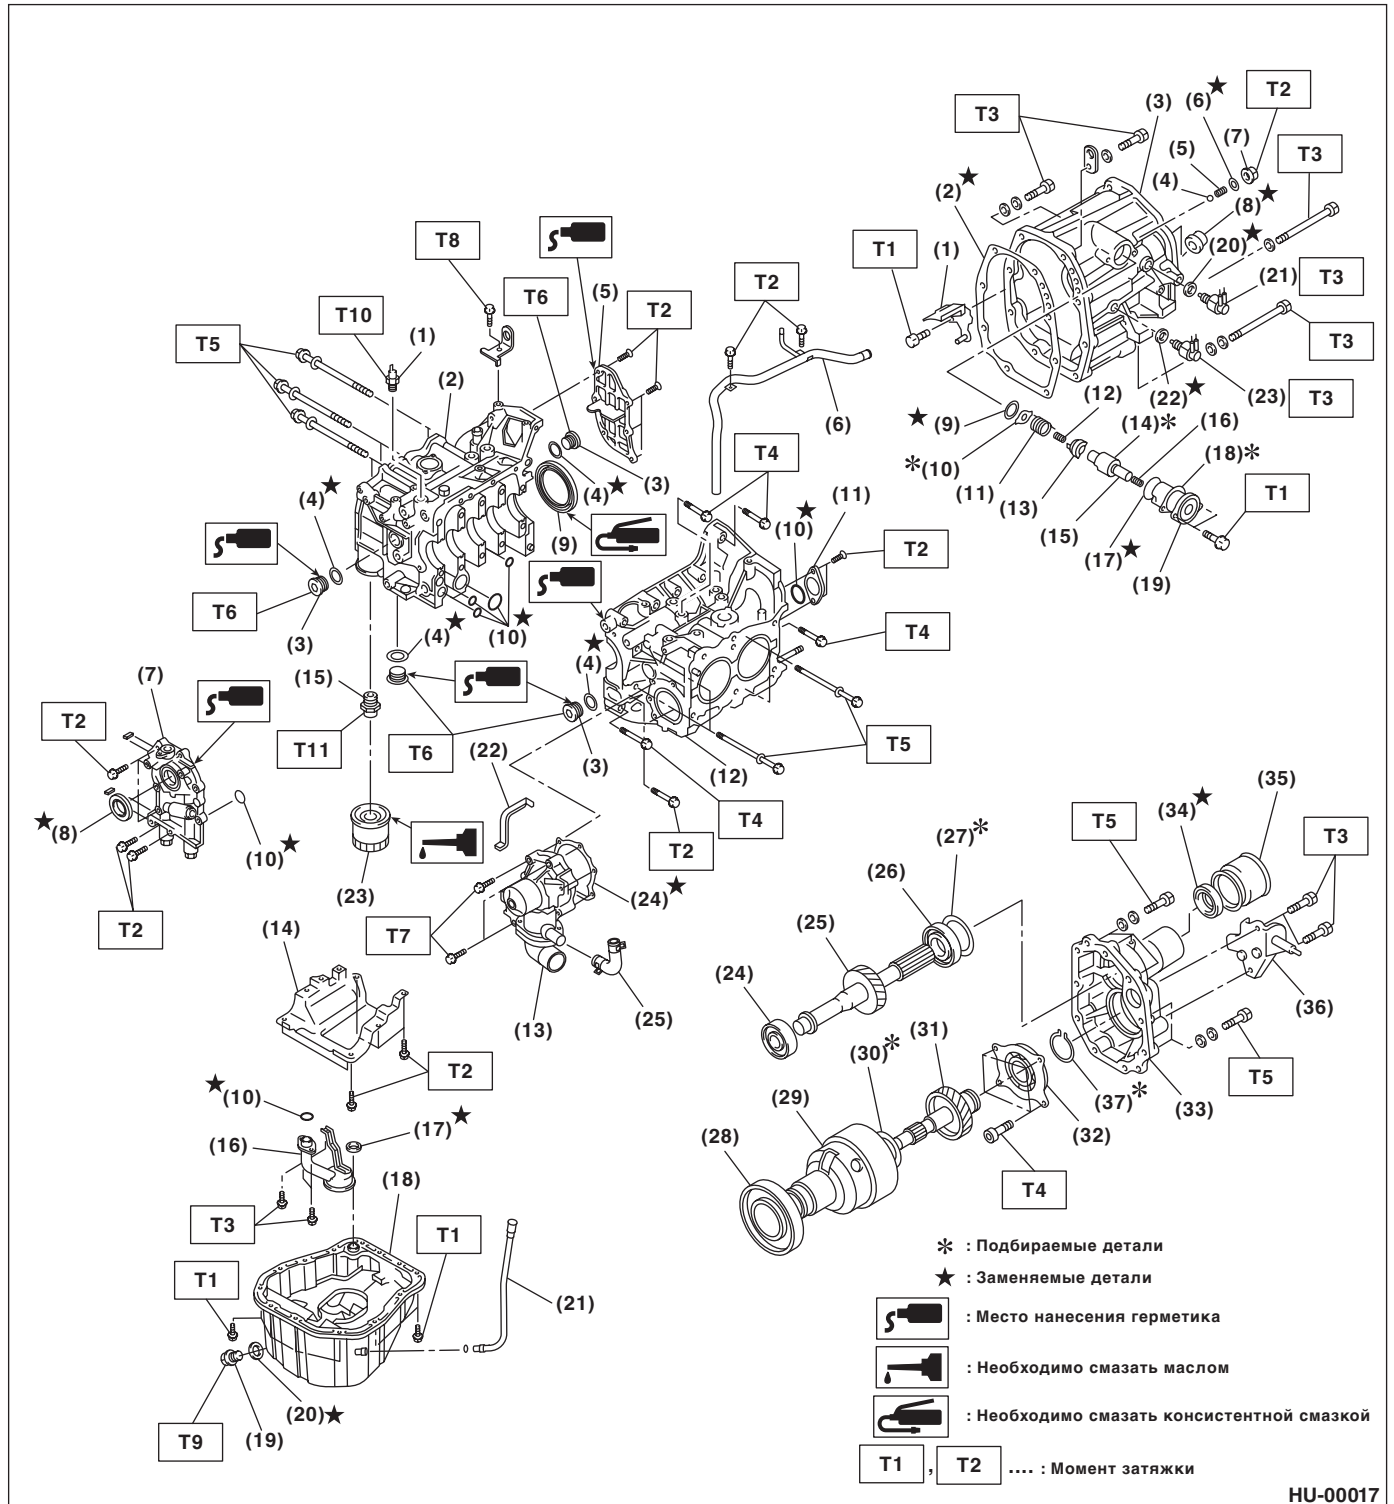 T3
(6)★
T2
(3)
(7)
(5)
T3
(2)★
(4)
(8)★
T8
(20)★
T1
(1)
T6
(5)
T2
T2
(21)
T3
T10
(1)
T5
(2)
T3
(12)
(22)★
(23)
T3
★(9)
(14)*
(16)
(6)
*(10)
(18)*
T4
(3)
(4)★
(4)★
(11)
(11)
(13)
T1
(10)★
(15)
(9)
T2
(17)★
(19)
T6
(3)
(4)★
(10)★
T4
(4)★
(7)
(15)
T2
T11
T6
(22)
(3)
(12)
T5
★(8)
(10)★
T4
T2
(35)
(34)★
T5
(27)*
T3
(23)
(24)★
(26)
T2
T7
(25)
(14)
(24)
(36)
(13)
(25)
(31)
(30)*
T2
T5
★(10)
(37)*
(33)
(17)★
(29)
(32)
(16)
(28)
(18)
T4
T3
T1
* : Подбираемые детали
T1
★ : Заменяемые детали
(21)
: Место нанесения герметика
: Необходимо смазать маслом
(20)★
: Необходимо смазать консистентной смазкой
T9
(19)
T1 , T2 .... : Момент затяжки
HU-00017